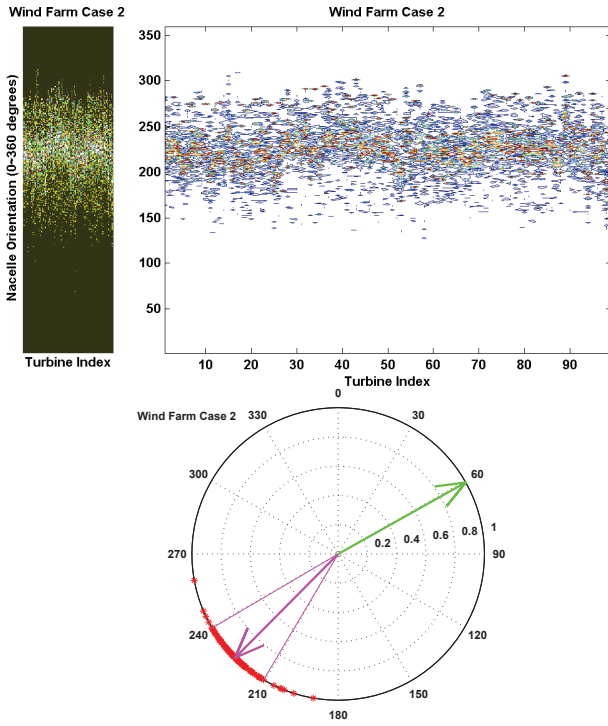 Wind Farm Case 2
Nacelle Orientation (0~360 degrees)
Turbine Index
Wind Farm Case 2
350
300
250
200
150
100
50
10 20 30 40 50 60 70 80 90
Turbine Index
Wind Farm Case 2
0
30
60
90
120
150
180
210
240
270
300
330
0.2 0.4 0.6 0.8 1